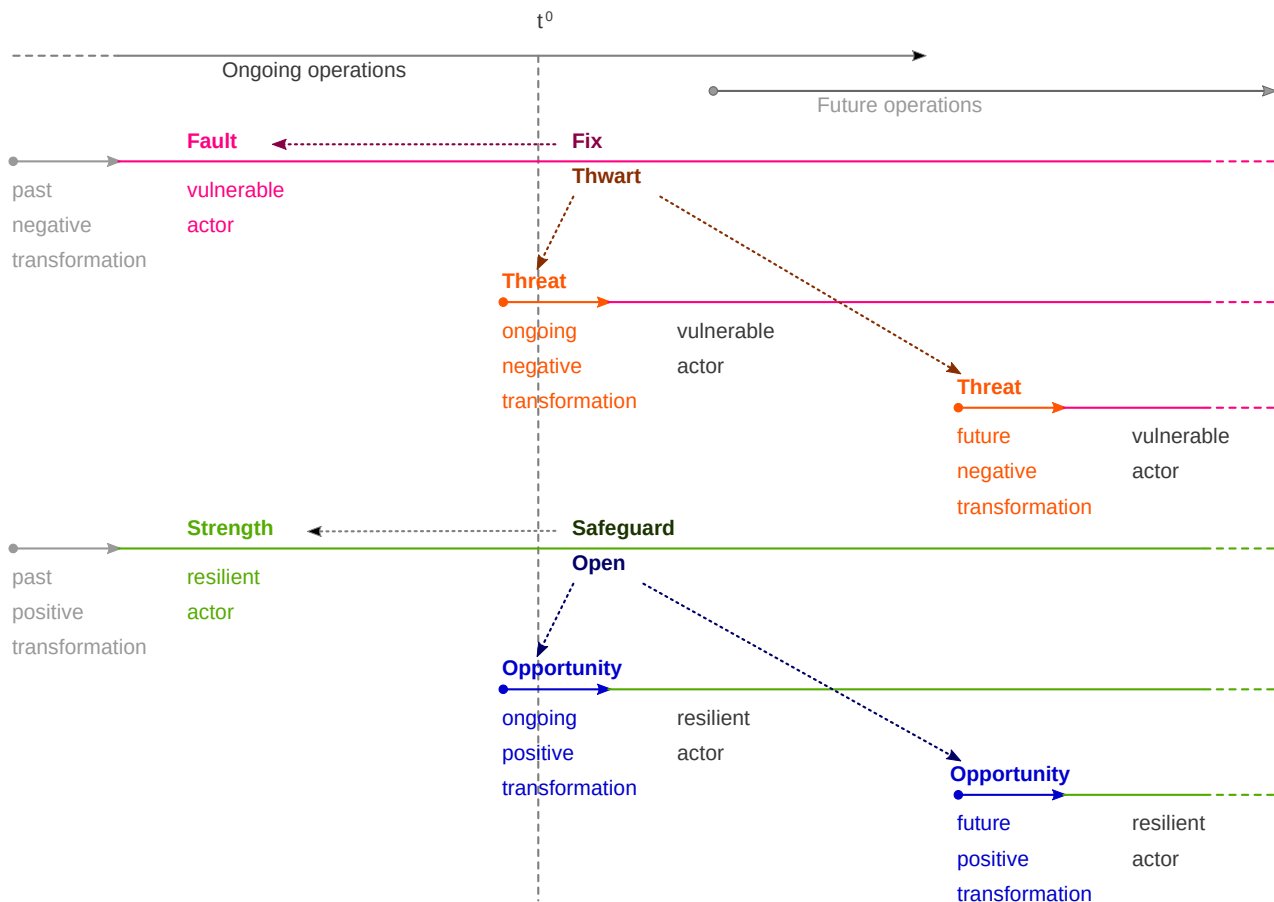 t⁰
Ongoing operations
Future operations
Fault
Fix
past
negative
transformation
vulnerable
actor
Thwart
Threat
ongoing
negative
transformation
vulnerable
actor
Threat
future
negative
transformation
vulnerable
actor
Strength
Safeguard
past
positive
transformation
resilient
actor
Open
Opportunity
ongoing
positive
transformation
resilient
actor
Opportunity
future
positive
transformation
resilient
actor